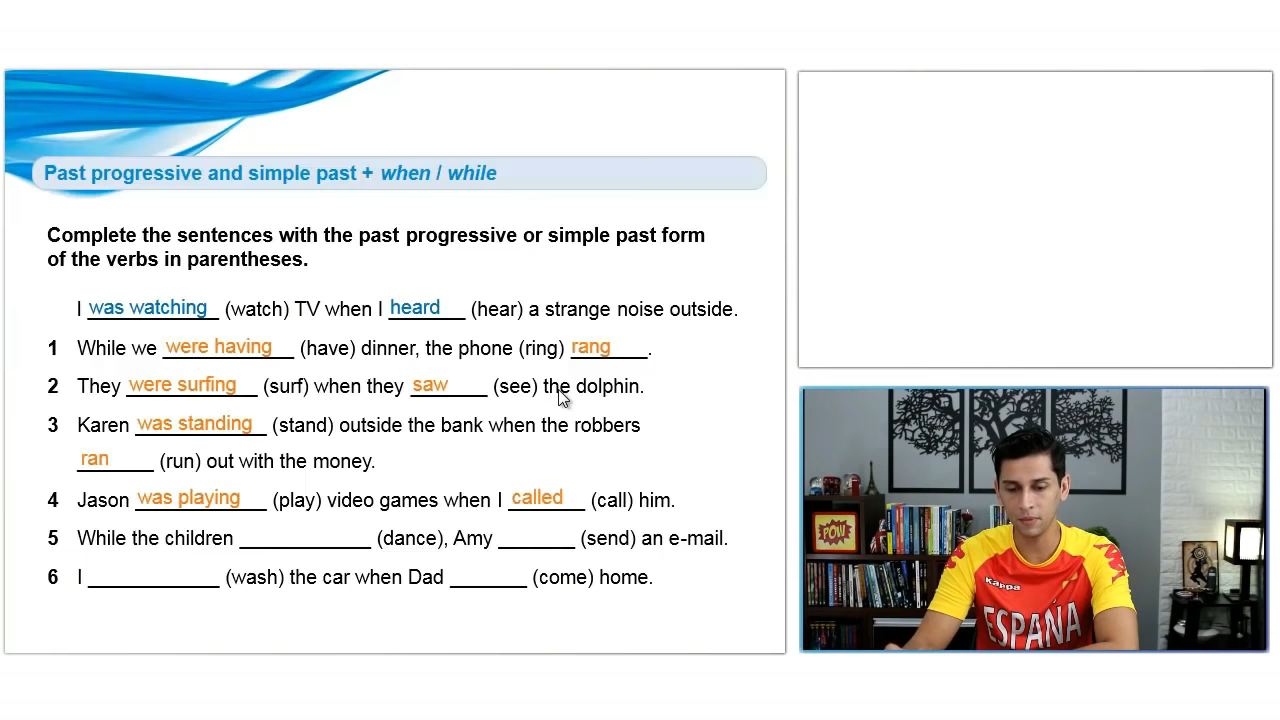 Past progressive and simple past + when / while
Complete the sentences with the past progressive or simple past form
of the verbs in parentheses.
I was watching (watch) TV when I heard (hear) a strange noise outside.
1 While we were having (have) dinner, the phone (ring) rang.
2 They were surfing (surf) when they saw (see) the dolphin.
3 Karen was standing (stand) outside the bank when the robbers
ran (run) out with the money.
4 Jason was playing (play) video games when I called (call) him.
5 While the children ____________ (dance), Amy _______ (send) an e-mail.
6 I ____________ (wash) the car when Dad _______ (come) home.
POW
Kappa
ESPAÑA